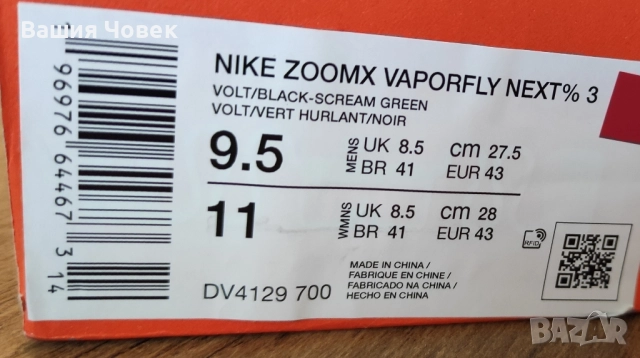 Вашия Човек
NIKE ZOOMX VAPORFLY NEXT% 3
VOLT/BLACK-SCREAM GREEN
VOLT/VERT HURLANT/NOIR
9.5 MENS UK 8.5 cm 27.5
BR 41 EUR 43
11 WMNS UK 8.5 cm 28
BR 41 EUR 43
RFID
MADE IN CHINA /
FABRIQUE EN CHINE /
FABRICADO NA CHINA /
HECHO EN CHINA
DV4129 700
1 96976 64467 3 14
BAZAR